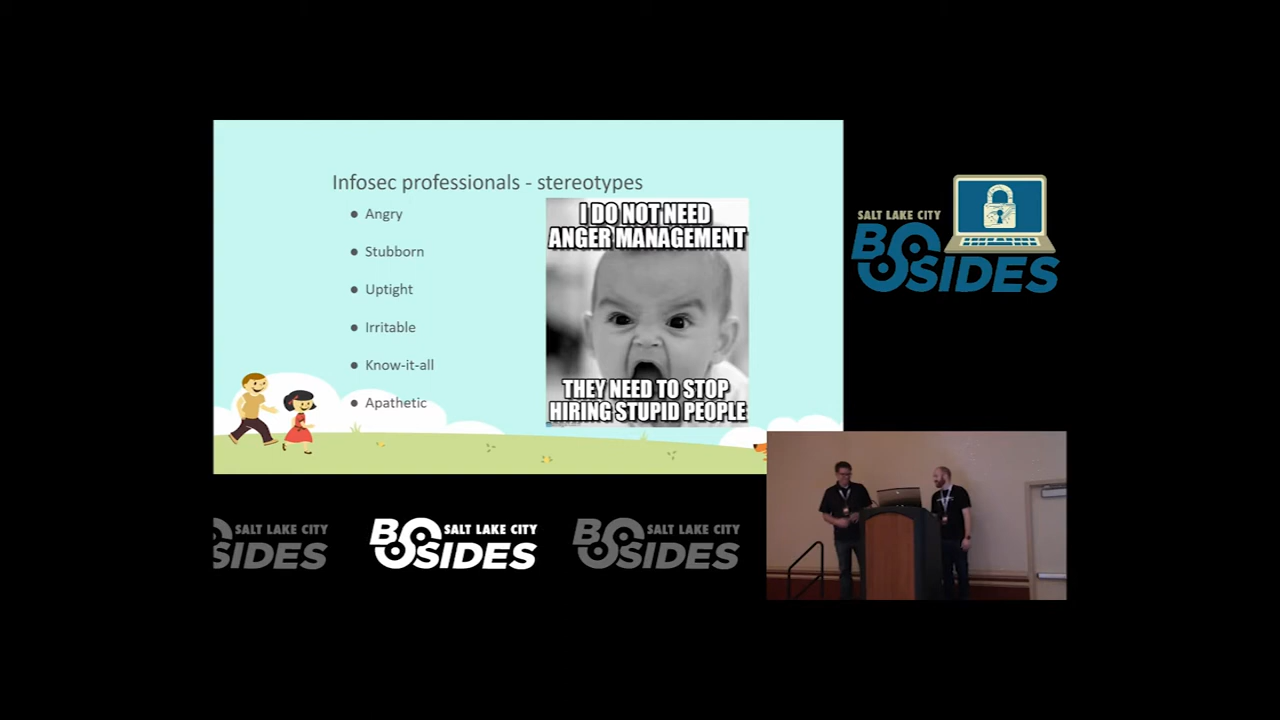 Infosec professionals - stereotypes
● Angry
● Stubborn
● Uptight
● Irritable
● Know-it-all
● Apathetic
I DO NOT NEED
ANGER MANAGEMENT
THEY NEED TO STOP
HIRING STUPID PEOPLE
SALT LAKE CITY
BSIDES
SALT LAKE CITY
SIDES
SALT LAKE CITY
BSIDES
SALT LAKE CITY
BSIDES